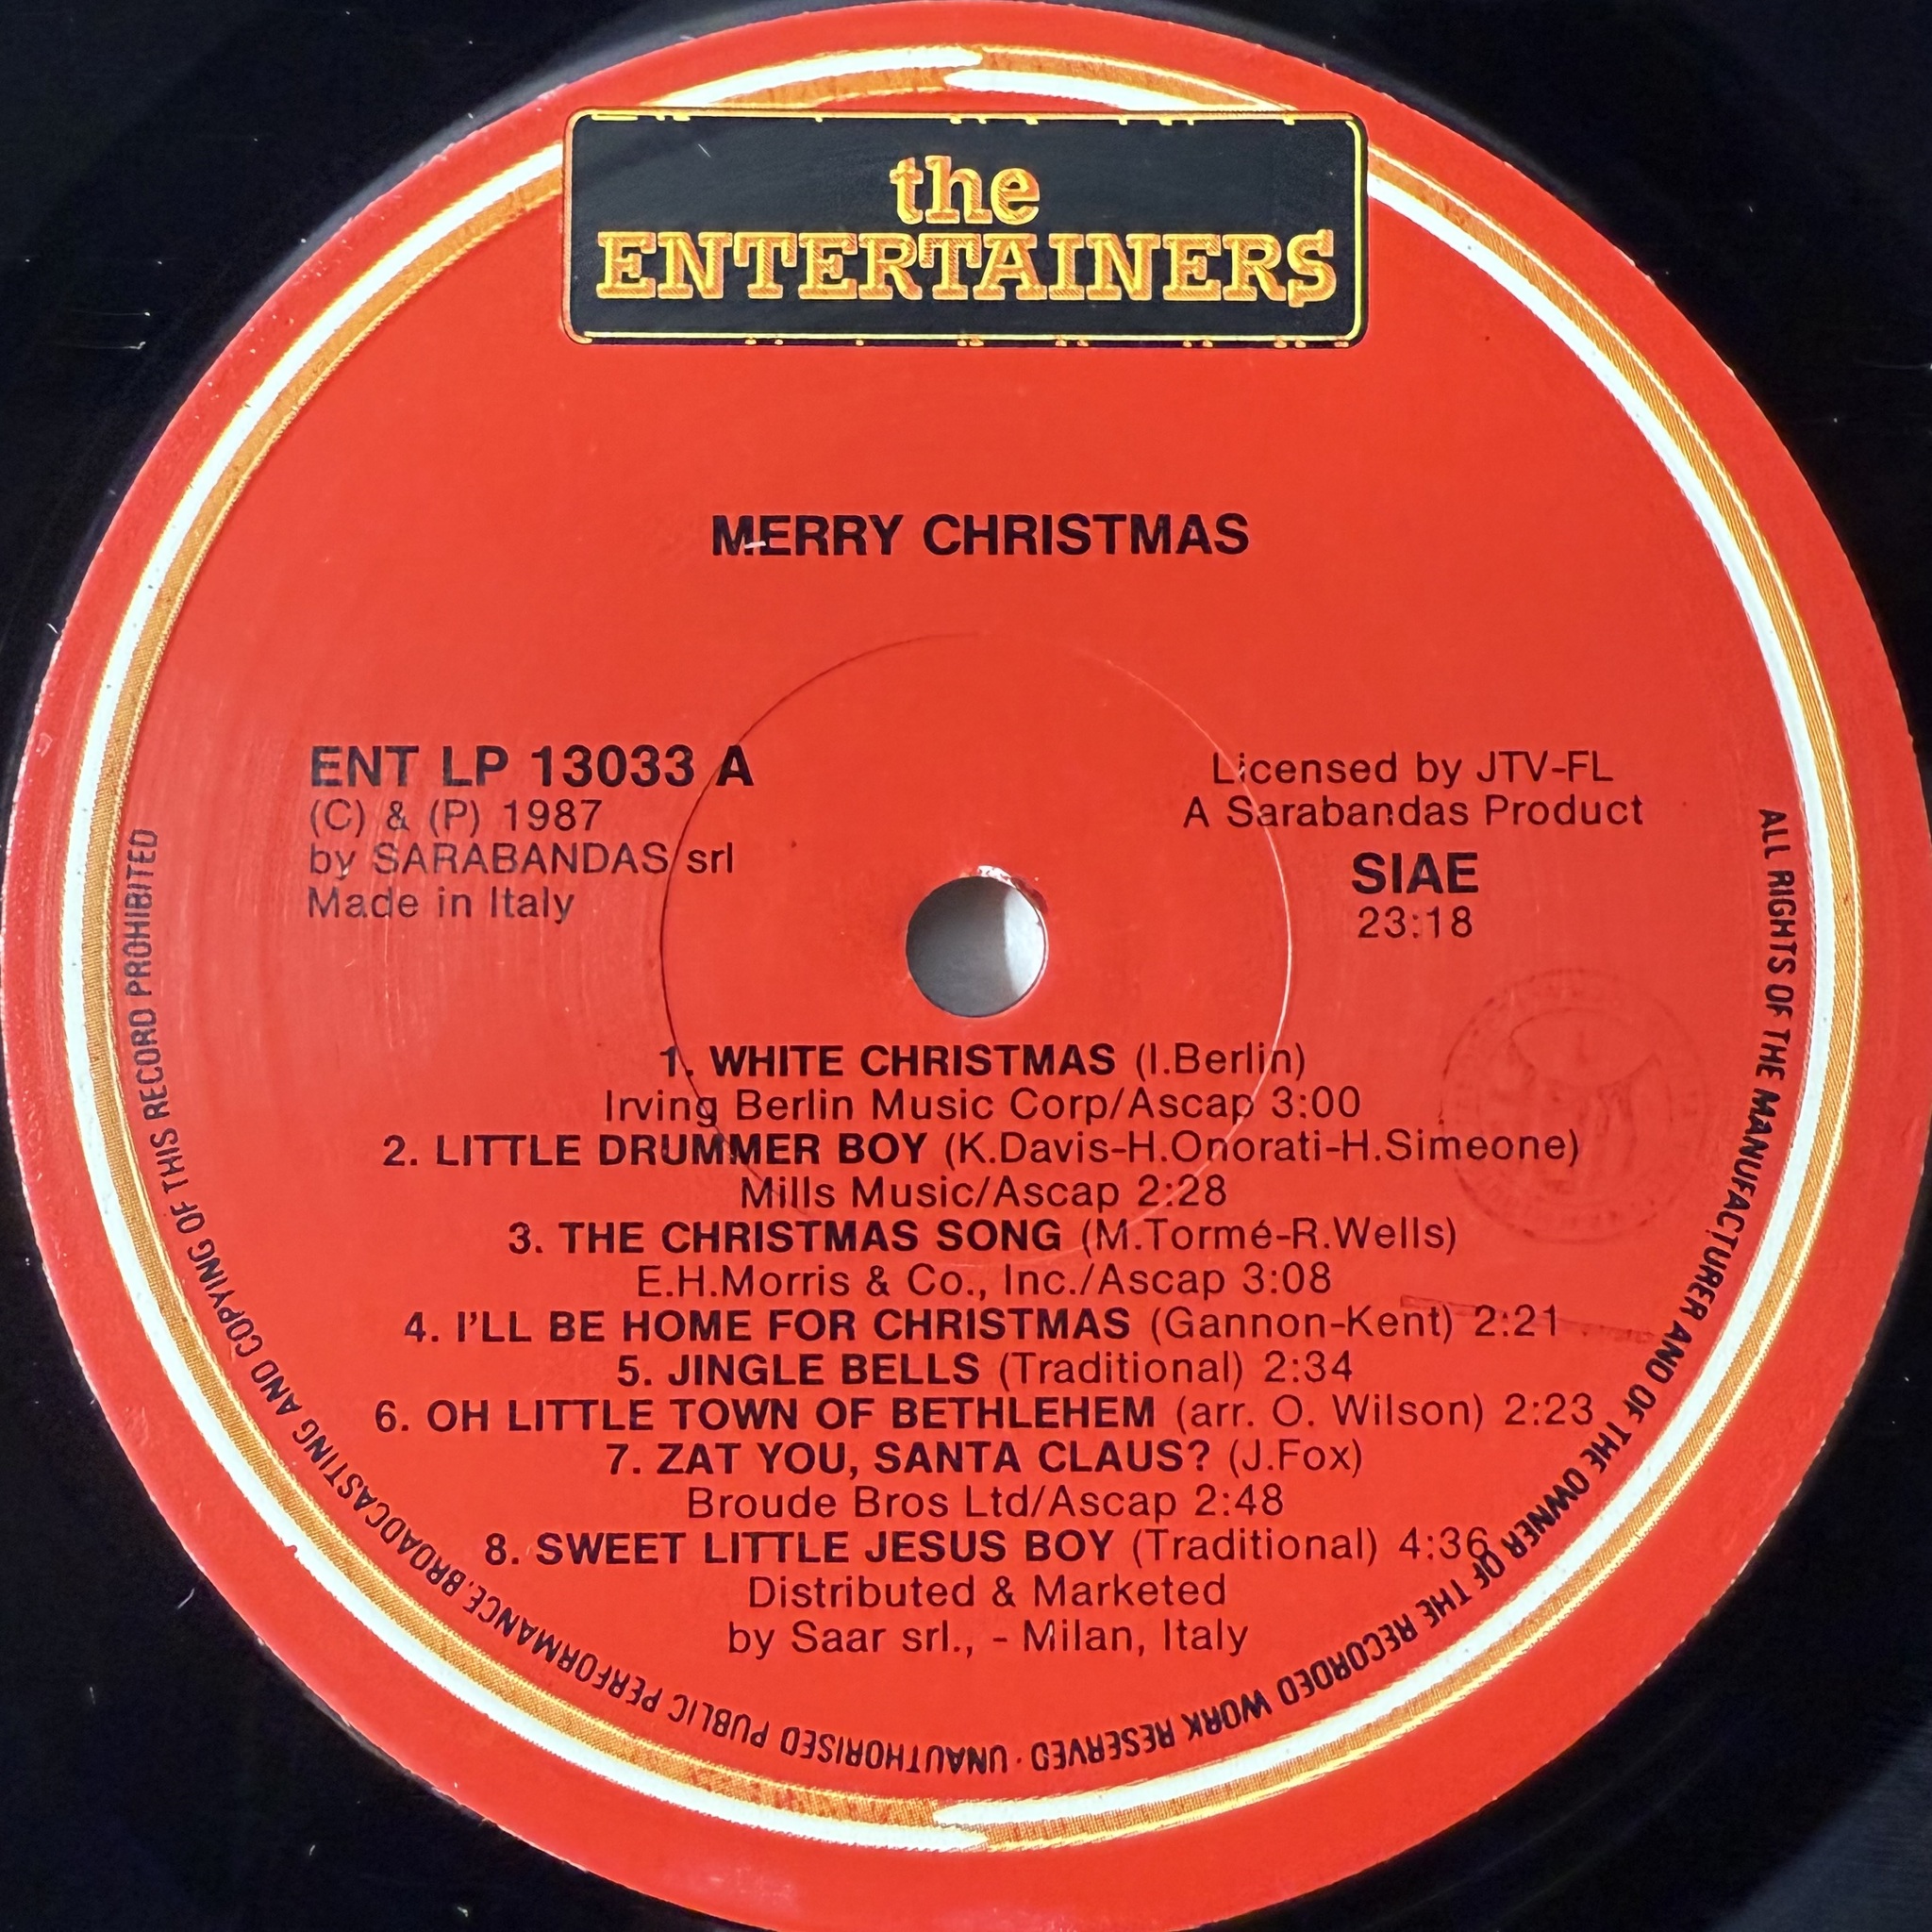 the
ENTERTAINERS
MERRY CHRISTMAS
ENT LP 13033 A
(C) & (P) 1987
by SARABANDAS srl
Made in Italy
Licensed by JTV-FL
A Sarabandas Product
SIAE
23:18
1. WHITE CHRISTMAS (I.Berlin)
Irving Berlin Music Corp/Ascap 3:00
2. LITTLE DRUMMER BOY (K.Davis-H.Onorati-H.Simeone)
Mills Music/Ascap 2:28
3. THE CHRISTMAS SONG (M.Tormé-R.Wells)
E.H.Morris & Co., Inc./Ascap 3:08
4. I'LL BE HOME FOR CHRISTMAS (Gannon-Kent) 2:21
5. JINGLE BELLS (Traditional) 2:34
6. OH LITTLE TOWN OF BETHLEHEM (arr. O. Wilson) 2:23
7. ZAT YOU, SANTA CLAUS? (J.Fox)
Broude Bros Ltd/Ascap 2:48
8. SWEET LITTLE JESUS BOY (Traditional) 4:36
Distributed & Marketed
by Saar srl., - Milan, Italy
ALL RIGHTS OF THE MANUFACTURER AND OF THE OWNER OF THE RECORDED WORK RESERVED · UNAUTHORISED PUBLIC PERFORMANCE. BROADCASTING AND COPYING OF THIS RECORD PROHIBITED